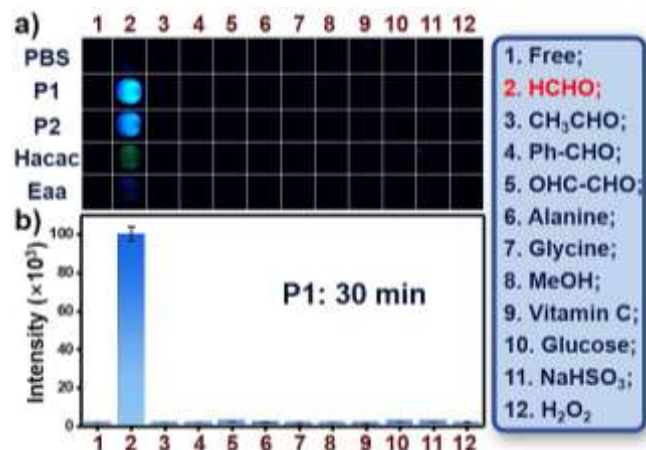 a) 1 2 3 4 5 6 7 8 9 10 11 12
PBS
P1
P2
Hacac
Eaa
b)
Intensity (×10³)
100
80
60
40
20
0
P1: 30 min
1 2 3 4 5 6 7 8 9 10 11 12
1. Free;
2. HCHO;
3. CH₃CHO;
4. Ph-CHO;
5. OHC-CHO;
6. Alanine;
7. Glycine;
8. MeOH;
9. Vitamin C;
10. Glucose;
11. NaHSO₃;
12. H₂O₂